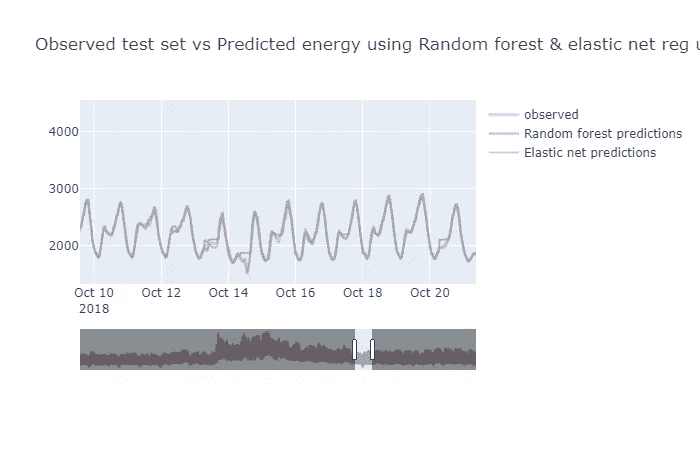 Observed test set vs Predicted energy using Random forest & elastic net reg u
observed
Random forest predictions
Elastic net predictions
4000
3000
2000
Oct 10 Oct 12 Oct 14 Oct 16 Oct 18 Oct 20
2018